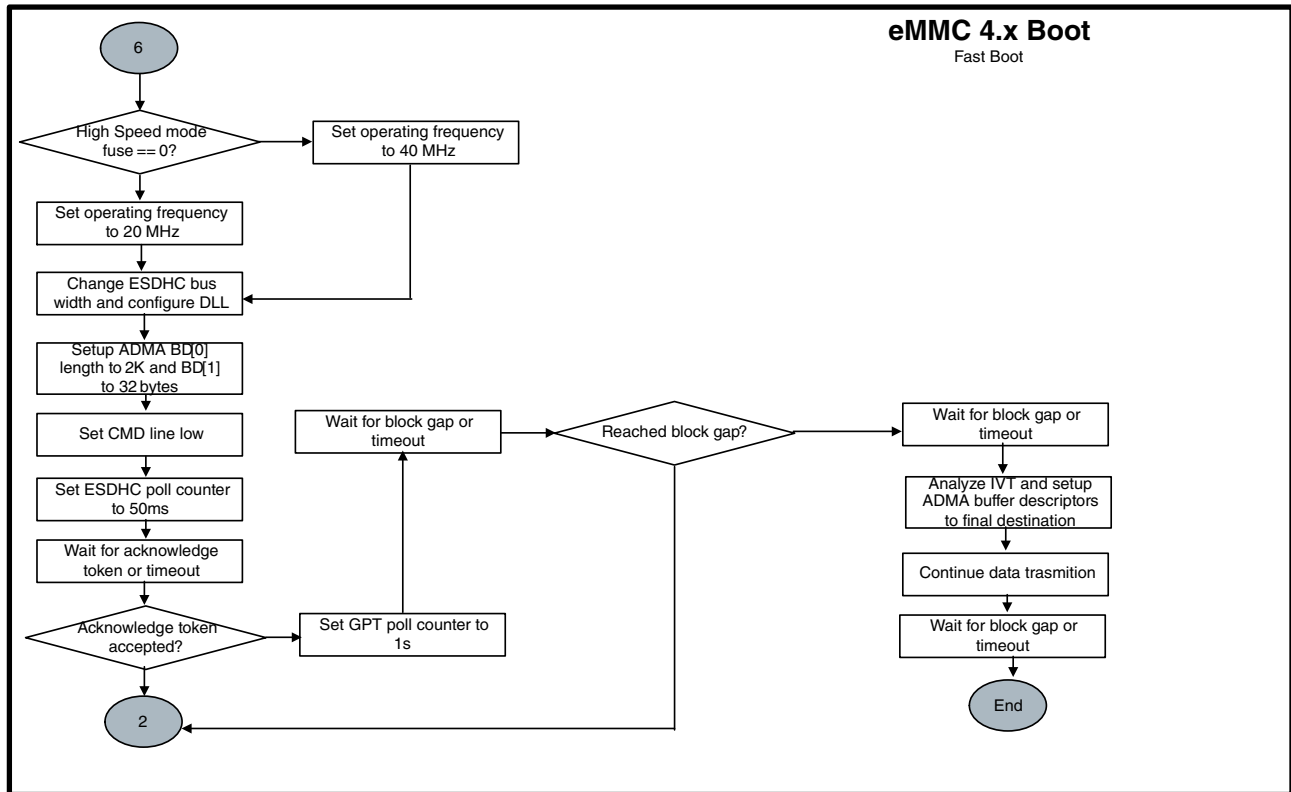 eMMC 4.x Boot
Fast Boot
6
High Speed mode
fuse == 0?
Set operating frequency
to 40 MHz
Set operating frequency
to 20 MHz
Change ESDHC bus
width and configure DLL
Setup ADMA BD[0]
length to 2K and BD[1]
to 32 bytes
Set CMD line low
Set ESDHC poll counter
to 50ms
Wait for acknowledge
token or timeout
Acknowledge token
accepted?
2
Set GPT poll counter to
1s
Wait for block gap or
timeout
Reached block gap?
Wait for block gap or
timeout
Analyze IVT and setup
ADMA buffer descriptors
to final destination
Continue data trasmition
Wait for block gap or
timeout
End